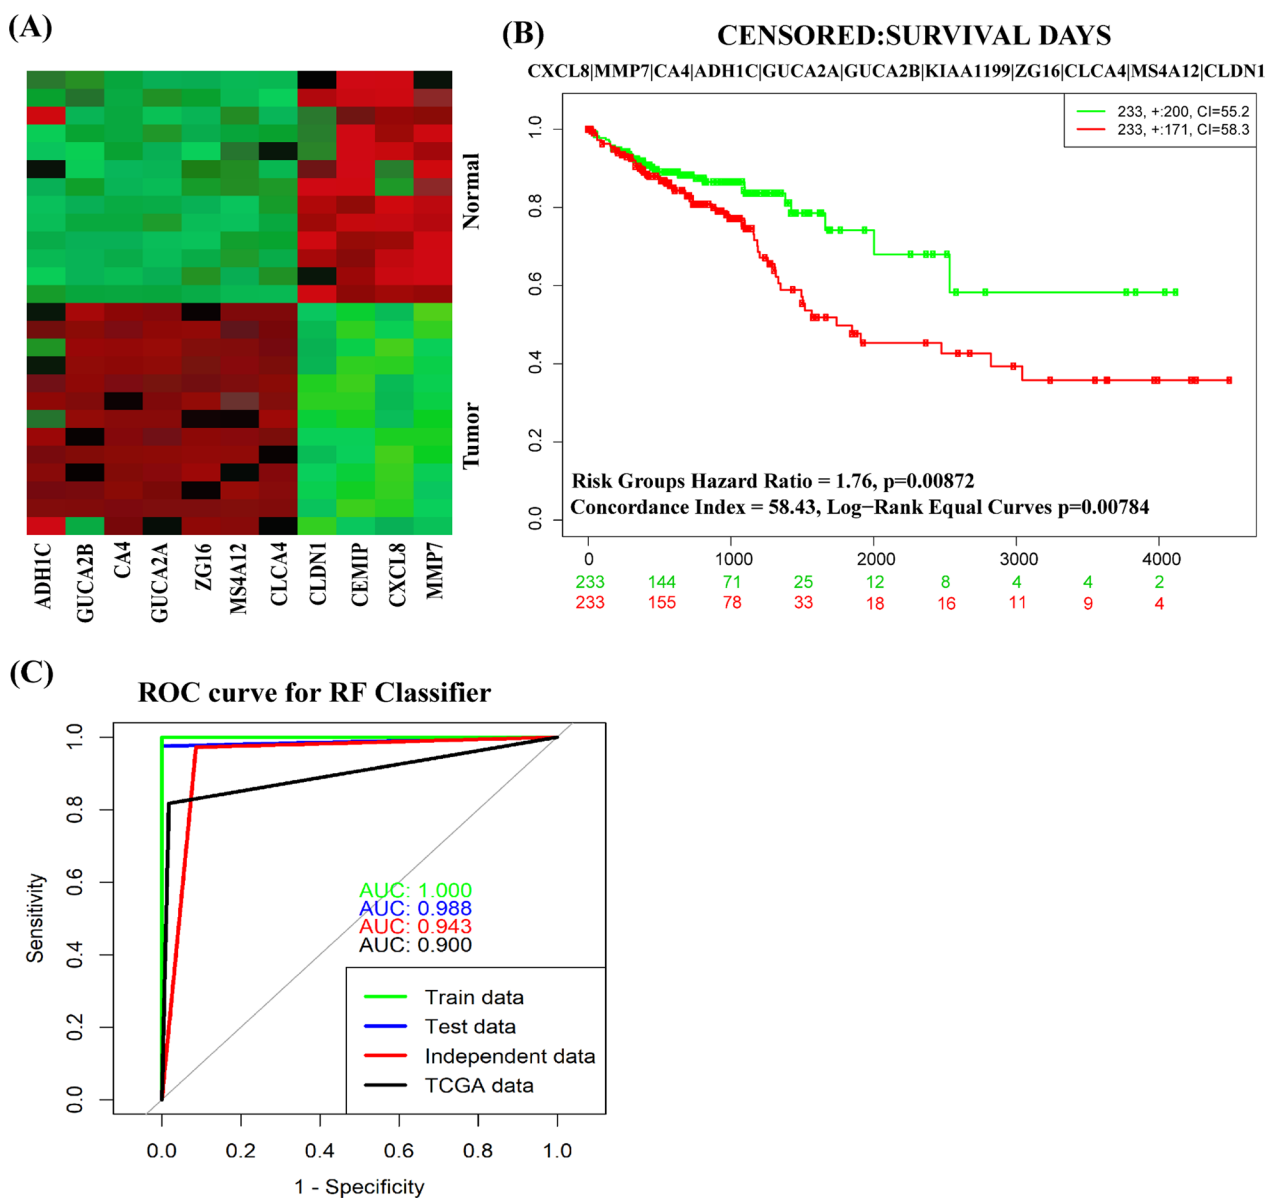 (A)
Normal
Tumor
ADH1C
GUCA2B
CA4
GUCA2A
ZG16
MS4A12
CLCA4
CLDN1
CEMIP
CXCL8
MMP7
(B)
CENSORED:SURVIVAL DAYS
CXCL8|MMP7|CA4|ADH1C|GUCA2A|GUCA2B|KIAA1199|ZG16|CLCA4|MS4A12|CLDN1
233, +:200, CI=55.2
233, +:171, CI=58.3
1.0
0.8
0.6
0.4
0.2
0.0
Risk Groups Hazard Ratio = 1.76, p=0.00872
Concordance Index = 58.43, Log−Rank Equal Curves p=0.00784
0 1000 2000 3000 4000
233 144 71 25 12 8 4 4 2
233 155 78 33 18 16 11 9 4
(C)
ROC curve for RF Classifier
Sensitivity
1.0
0.8
0.6
0.4
0.2
0.0
AUC: 1.000
AUC: 0.988
AUC: 0.943
AUC: 0.900
Train data
Test data
Independent data
TCGA data
0.0 0.2 0.4 0.6 0.8 1.0
1 - Specificity